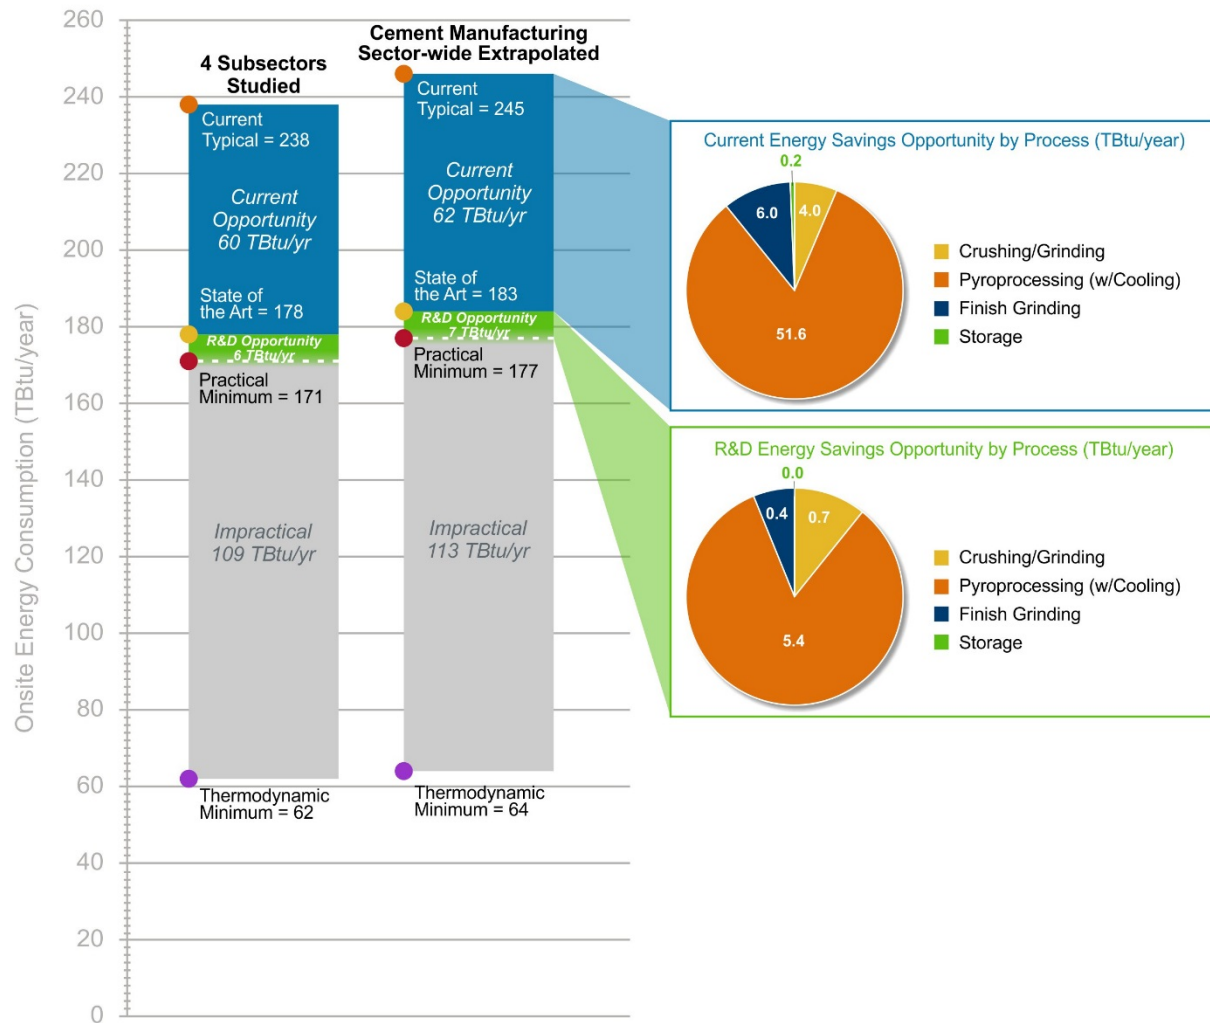 Onsite Energy Consumption (TBtu/year)
260
240
220
200
180
160
140
120
100
80
60
40
20
0
4 Subsectors
Studied
Current
Typical = 238
Current
Opportunity
60 TBtu/yr
State of
the Art = 178
R&D Opportunity
6 TBtu/yr
Practical
Minimum = 171
Impractical
109 TBtu/yr
Thermodynamic
Minimum = 62
Cement Manufacturing
Sector-wide Extrapolated
Current
Typical = 245
Current
Opportunity
62 TBtu/yr
State of
the Art = 183
R&D Opportunity
7 TBtu/yr
Practical
Minimum = 177
Impractical
113 TBtu/yr
Thermodynamic
Minimum = 64
Current Energy Savings Opportunity by Process (TBtu/year)
0.2
6.0
4.0
51.6
Crushing/Grinding
Pyroprocessing (w/Cooling)
Finish Grinding
Storage
R&D Energy Savings Opportunity by Process (TBtu/year)
0.0
0.4
0.7
5.4
Crushing/Grinding
Pyroprocessing (w/Cooling)
Finish Grinding
Storage